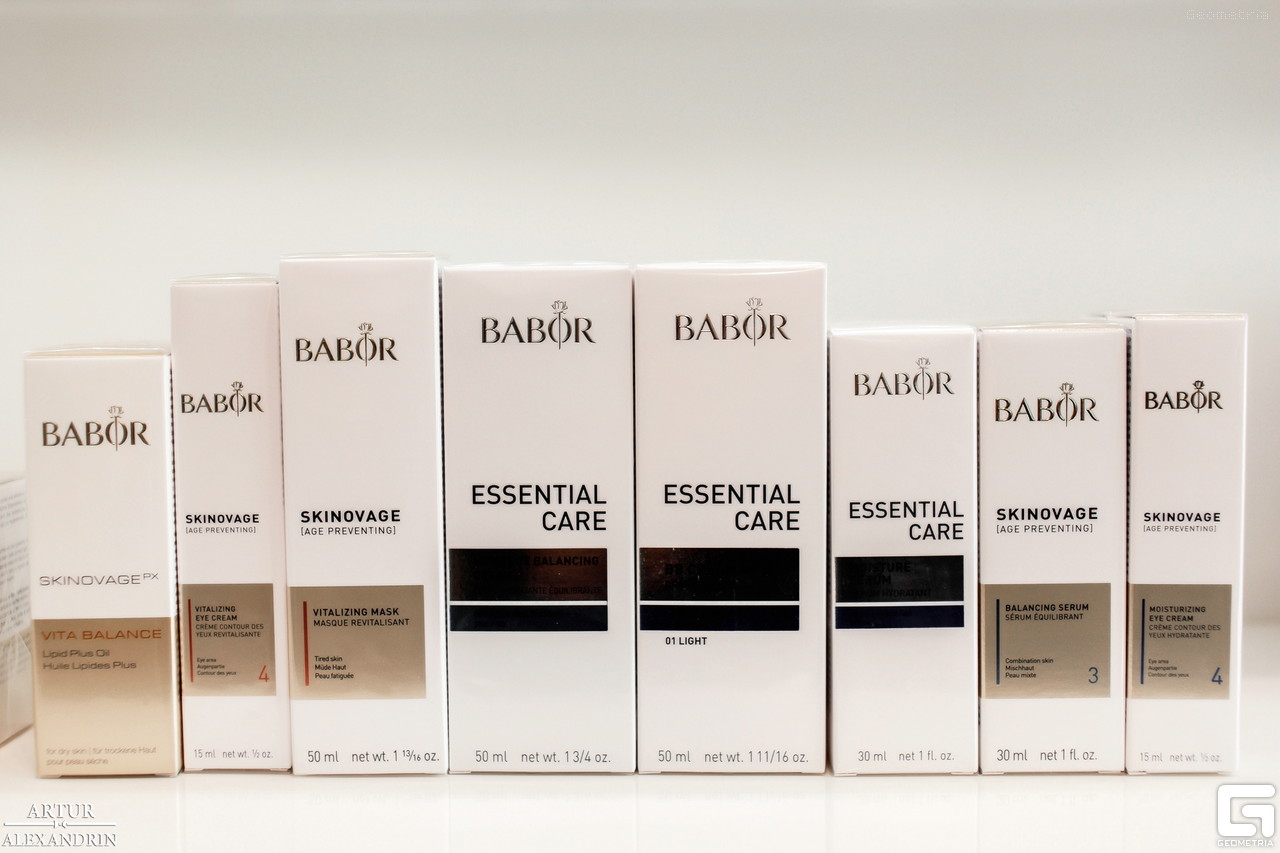 Geometria
BABOR
SKINOVAGE PX
VITA BALANCE
Lipid Plus Oil
Huile Lipides Plus
for dry skin | für trockene Haut
pour peau sèche
BABOR
SKINOVAGE
[AGE PREVENTING]
VITALIZING
EYE CREAM
CRÈME CONTOUR DES
YEUX REVITALISANTE
Eye area
Augenpartie
Contour des yeux
4
15 ml net wt. ½ oz.
BABOR
SKINOVAGE
[AGE PREVENTING]
VITALIZING MASK
MASQUE REVITALISANT
Tired skin
Müde Haut
Peau fatiguée
50 ml net wt. 1 13/16 oz.
BABOR
ESSENTIAL
CARE
BALANCING
50 ml net wt. 1 3/4 oz.
BABOR
ESSENTIAL
CARE
BB
01 LIGHT
50 ml net wt. 1 11/16 oz.
BABOR
ESSENTIAL
CARE
30 ml net 1 fl. oz.
BABOR
SKINOVAGE
[AGE PREVENTING]
BALANCING SERUM
SÉRUM ÉQUILIBRANT
Combination skin
Mischhaut
Peau mixte
3
30 ml net 1 fl. oz.
BABOR
SKINOVAGE
[AGE PREVENTING]
MOISTURIZING
EYE CREAM
CRÈME CONTOUR DES
YEUX HYDRATANTE
Eye area
Augenpartie
Contour des yeux
4
15 ml net wt. ½ oz.
ARTUR
ALEXANDRIN
GEOMETRIA